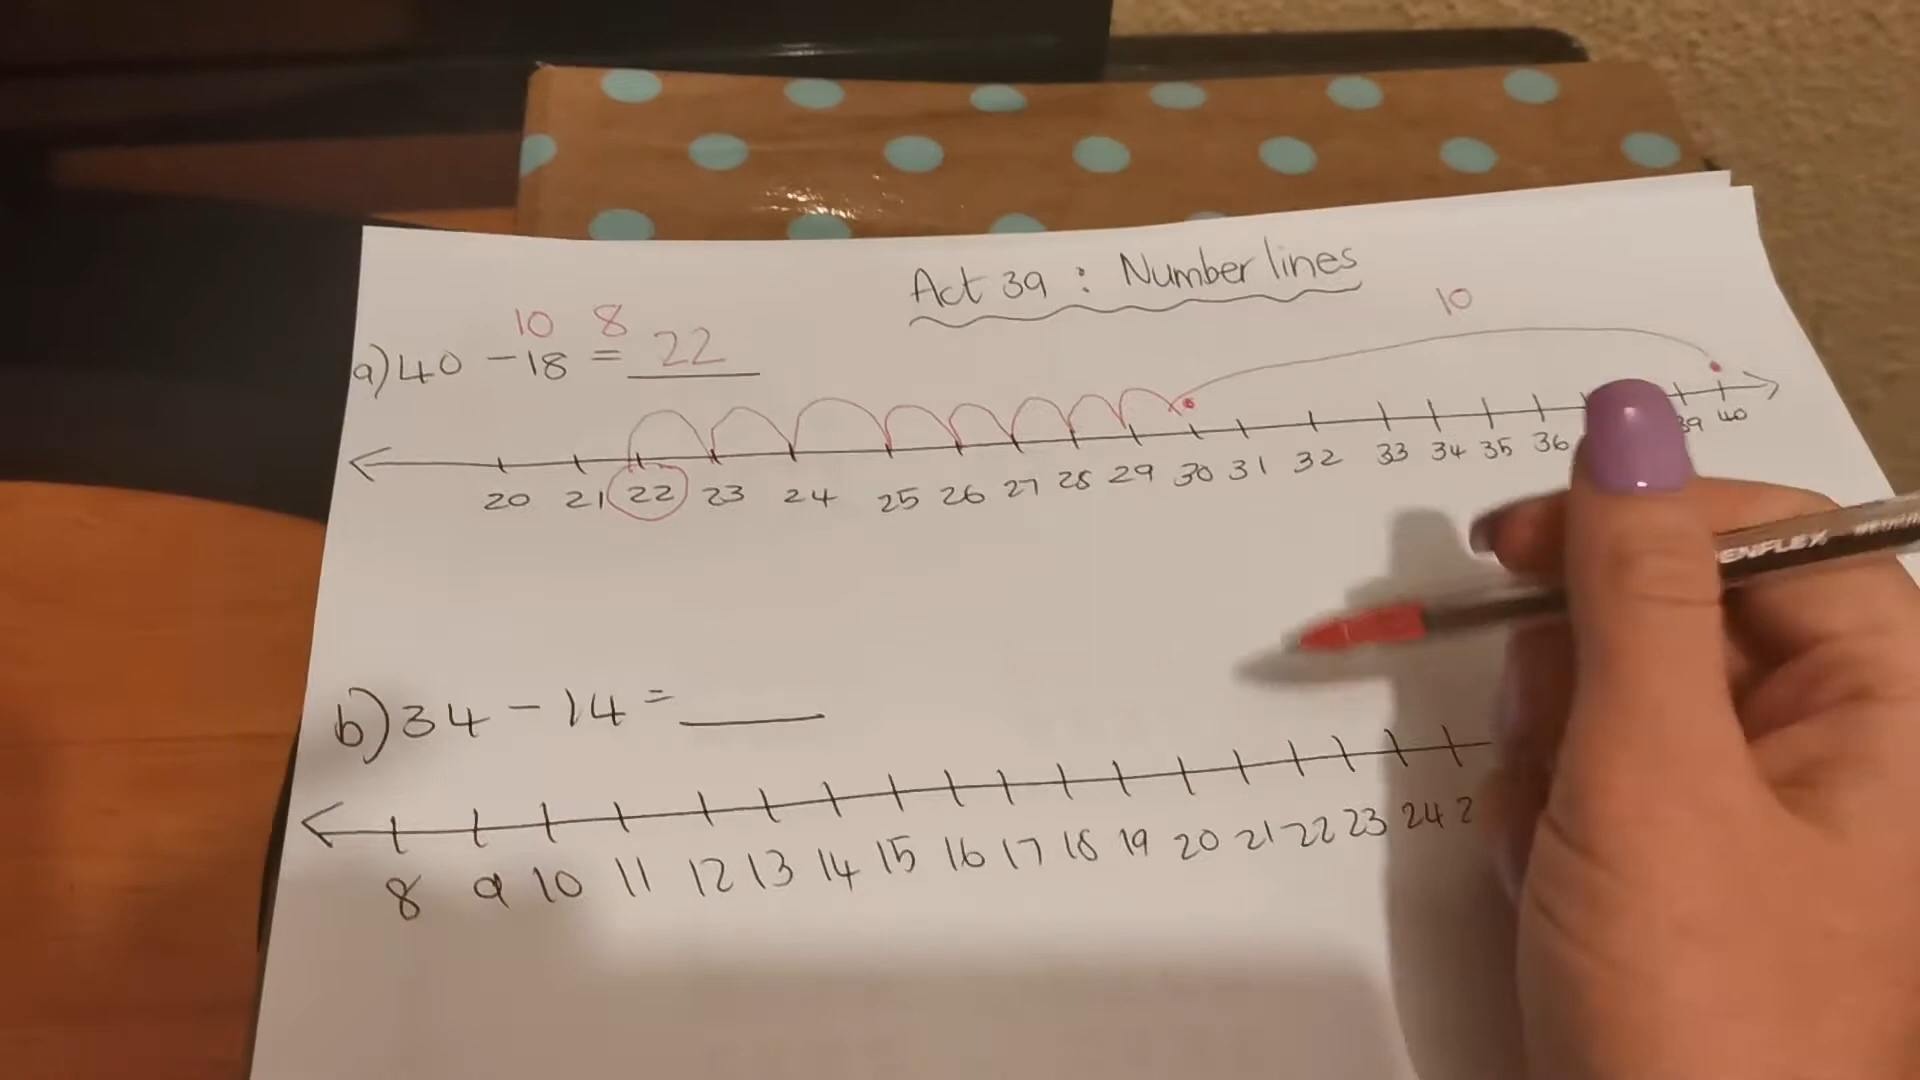 Act 39 : Number lines
10
10 8
a) 40 - 18 = 22
20 21 22 23 24 25 26 27 28 29 30 31 32 33 34 35 36 39 40
b) 34 - 14 =
8 9 10 11 12 13 14 15 16 17 18 19 20 21 22 23 24 2